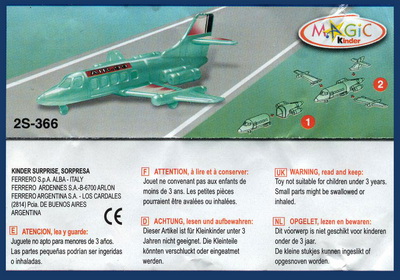 MAGiC
Kinder
2S-366
1
2
KINDER SURPRISE, SORPRESA
FERRERO S.p.A. ALBA - ITALY
FERRERO ARDENNES S.A.-B-6700 ARLON
FERRERO ARGENTINA S.A. - LOS CARDALES
(2814) Pcia. DE BUENOS AIRES
ARGENTINA
CE
E ATENCION, lea y guarde:
Juguete no apto para menores de 3 años.
Las partes pequeñas podrían ser ingeridas
o inhaladas.
F ATTENTION, à lire et à conserver:
Jouet ne convenant pas aux enfants de
moins de 3 ans. Les petites pièces
pourraient être avalées ou inhalées.
D ACHTUNG, lesen und aufbewahren:
Dieser Artikel ist für Kleinkinder unter 3
Jahren nicht geeignet. Die Kleinteile
könnten verschluckt oder eingeatmet
werden.
UK WARNING, read and keep:
Toy not suitable for children under 3 years.
Small parts might be swallowed or
inhaled.
NL OPGELET, lezen en bewaren:
Dit voorwerp is niet geschikt voor kinderen
onder de 3 jaar.
De kleine stukjes kunnen ingeslikt of
opgesnoven worden.